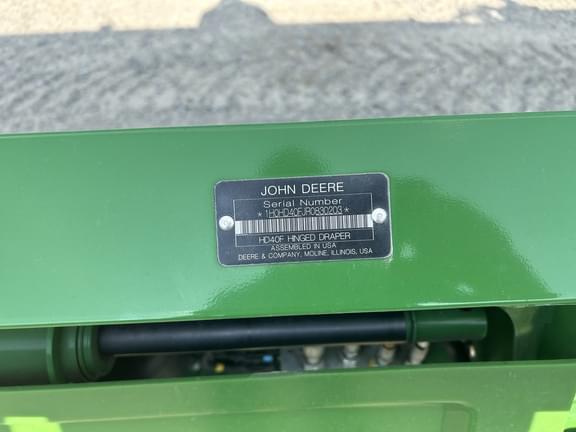 JOHN DEERE
Serial Number
*1H0HD40FJR0830203*
HD40F HINGED DRAPER
ASSEMBLED IN USA
DEERE & COMPANY, MOLINE, ILLINOIS, USA